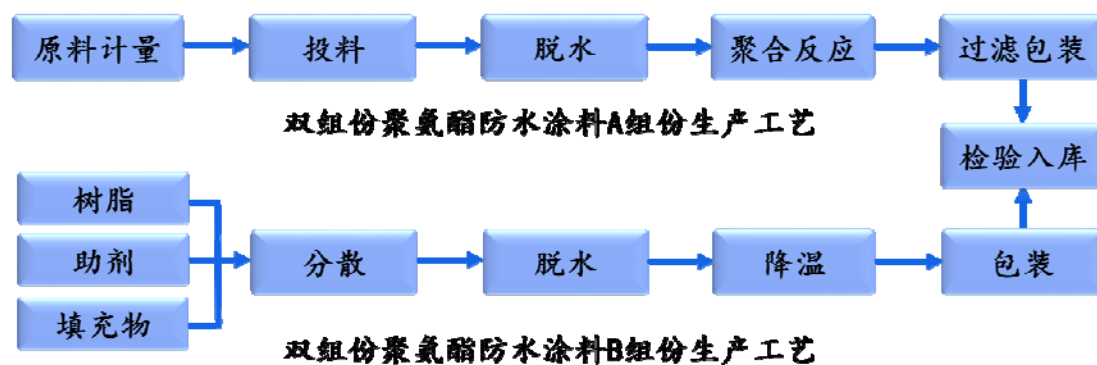 原料计量
投料
脱水
聚合反应
过滤包装
双组份聚氨酯防水涂料A组份生产工艺
检验入库
树脂
助剂
填充物
分散
脱水
降温
包装
双组份聚氨酯防水涂料B组份生产工艺